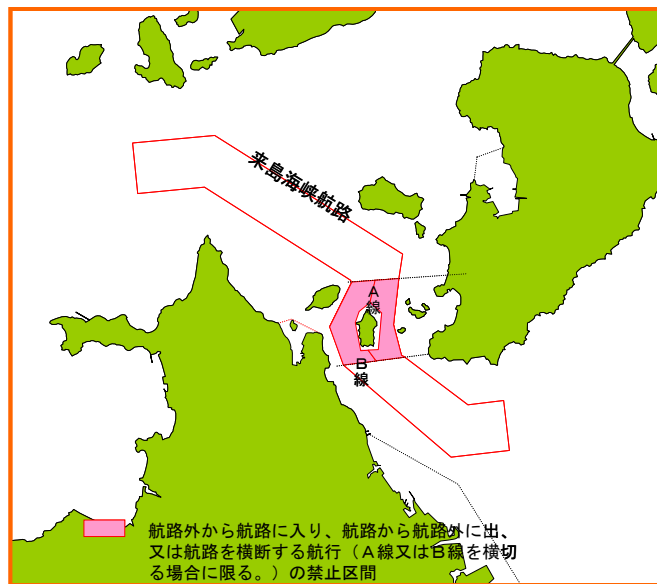 来島海峡航路
A線
B線
航路外から航路に入り、航路から航路外に出、
又は航路を横断する航行（A線又はB線を横切
る場合に限る。）の禁止区間